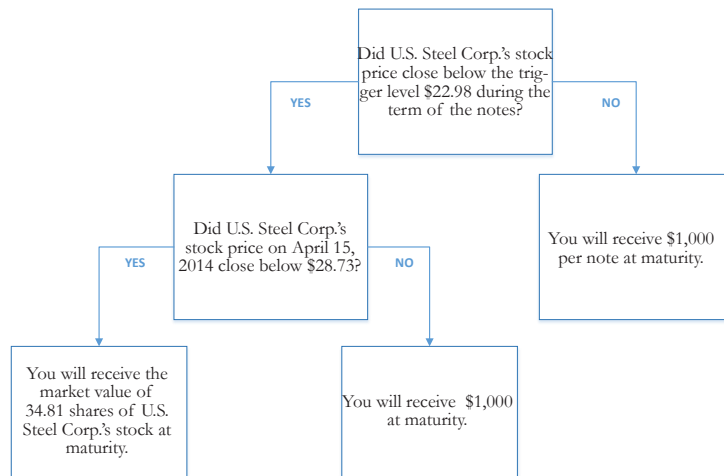 Did U.S. Steel Corp.'s stock
price close below the trig-
ger level $22.98 during the
term of the notes?
YES
NO
Did U.S. Steel Corp.'s
stock price on April 15,
2014 close below $28.73?
You will receive $1,000
per note at maturity.
YES
NO
You will receive the
market value of
34.81 shares of U.S.
Steel Corp.'s stock at
maturity.
You will receive  $1,000
at maturity.